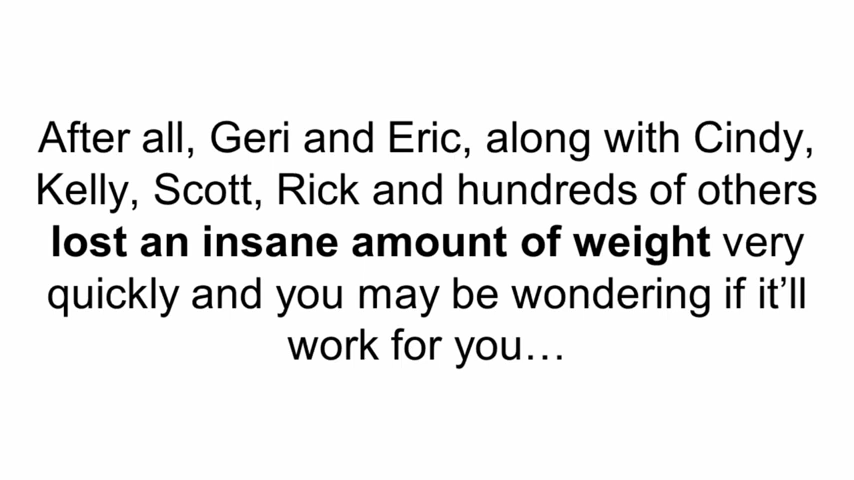 After all, Geri and Eric, along with Cindy,
Kelly, Scott, Rick and hundreds of others
lost an insane amount of weight very
quickly and you may be wondering if it’ll
work for you…